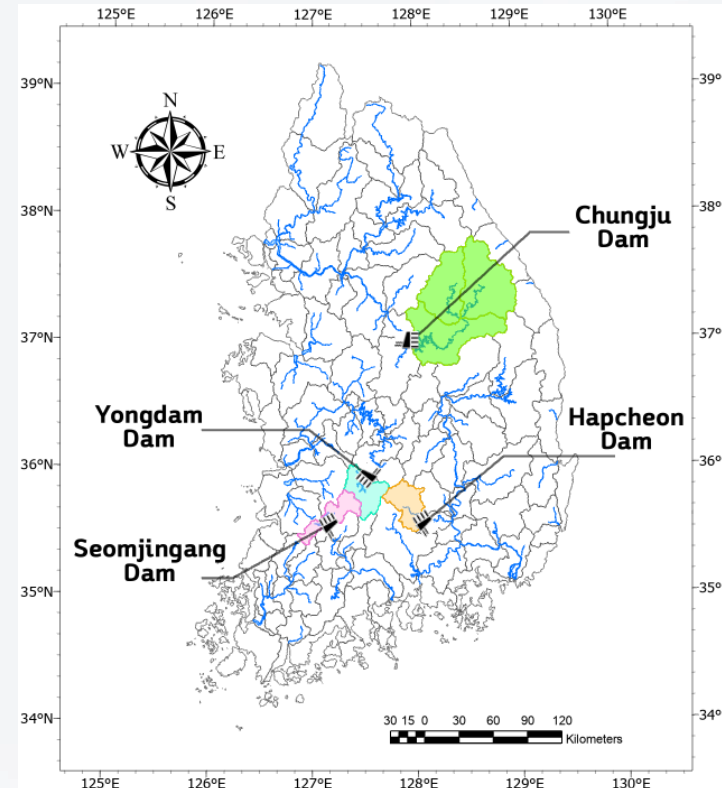 125°E 126°E 127°E 128°E 129°E 130°E
39°N
39°
N
W E
S
38°N
38°
Chungju
Dam
37°N
37°
Yongdam
Dam
Hapcheon
Dam
36°N
36°
Seomjingang
Dam
35°N
35°
34°N
34°
30 15 0 30 60 90 120
Kilometers
125°E 126°E 127°E 128°E 129°E 130°E